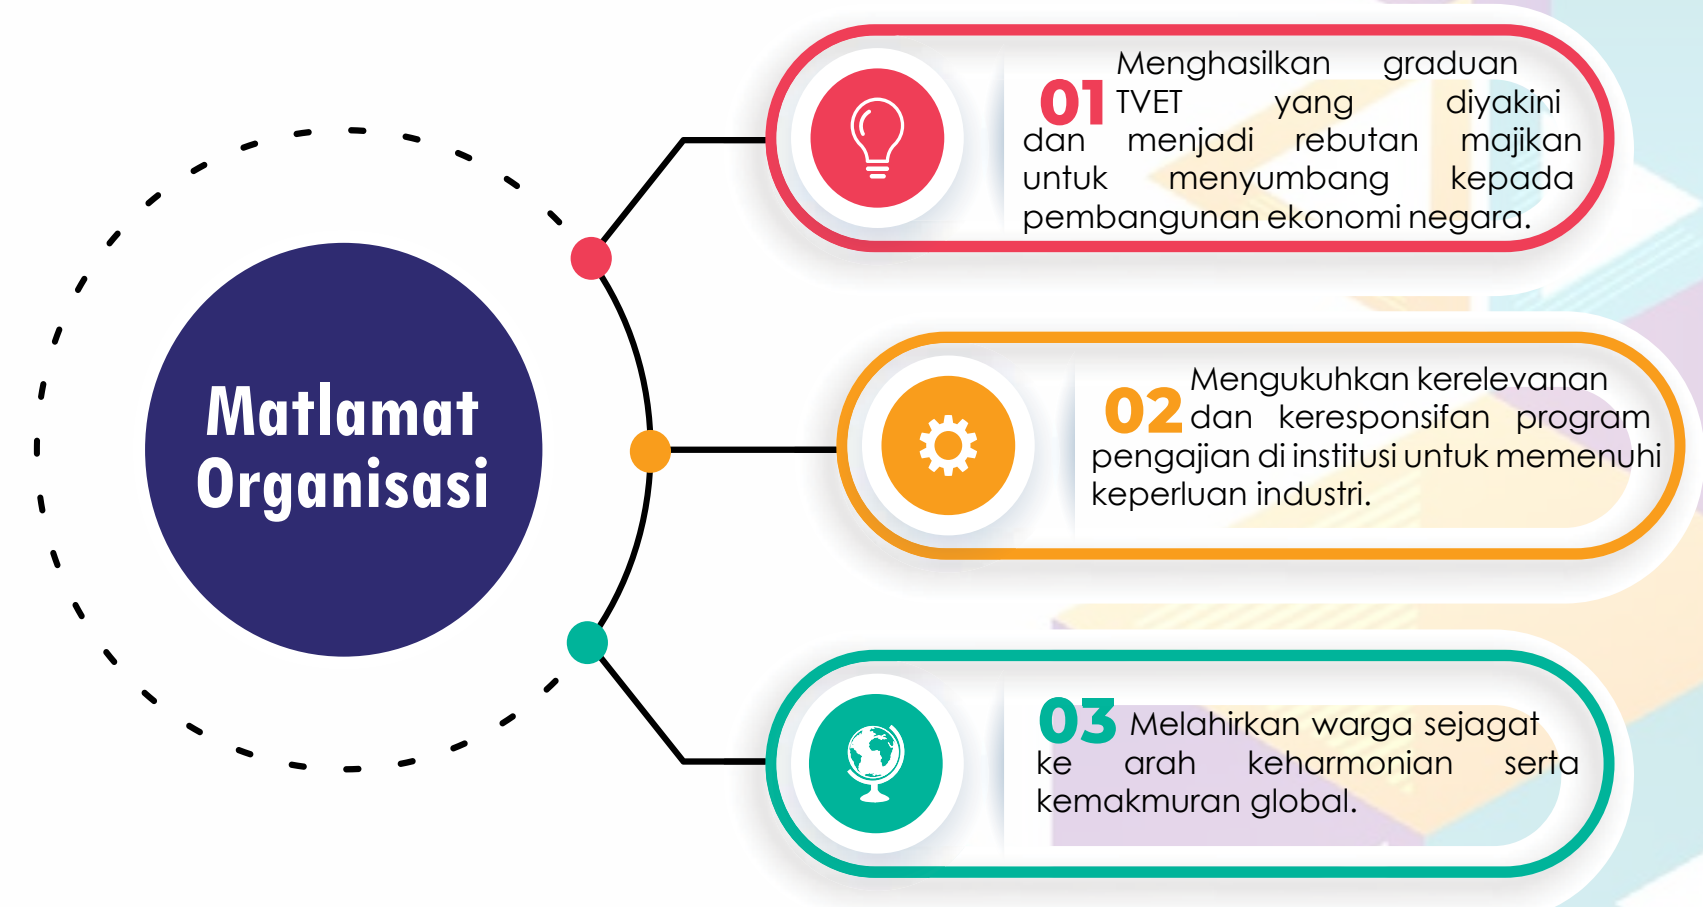 Matlamat
Organisasi
01
Menghasilkan graduan
TVET yang diyakini
dan menjadi rebutan majikan
untuk menyumbang kepada
pembangunan ekonomi negara.
02
Mengukuhkan kerelevanan
dan keresponsifan program
pengajian di institusi untuk memenuhi
keperluan industri.
03 Melahirkan warga sejagat
ke arah keharmonian serta
kemakmuran global.